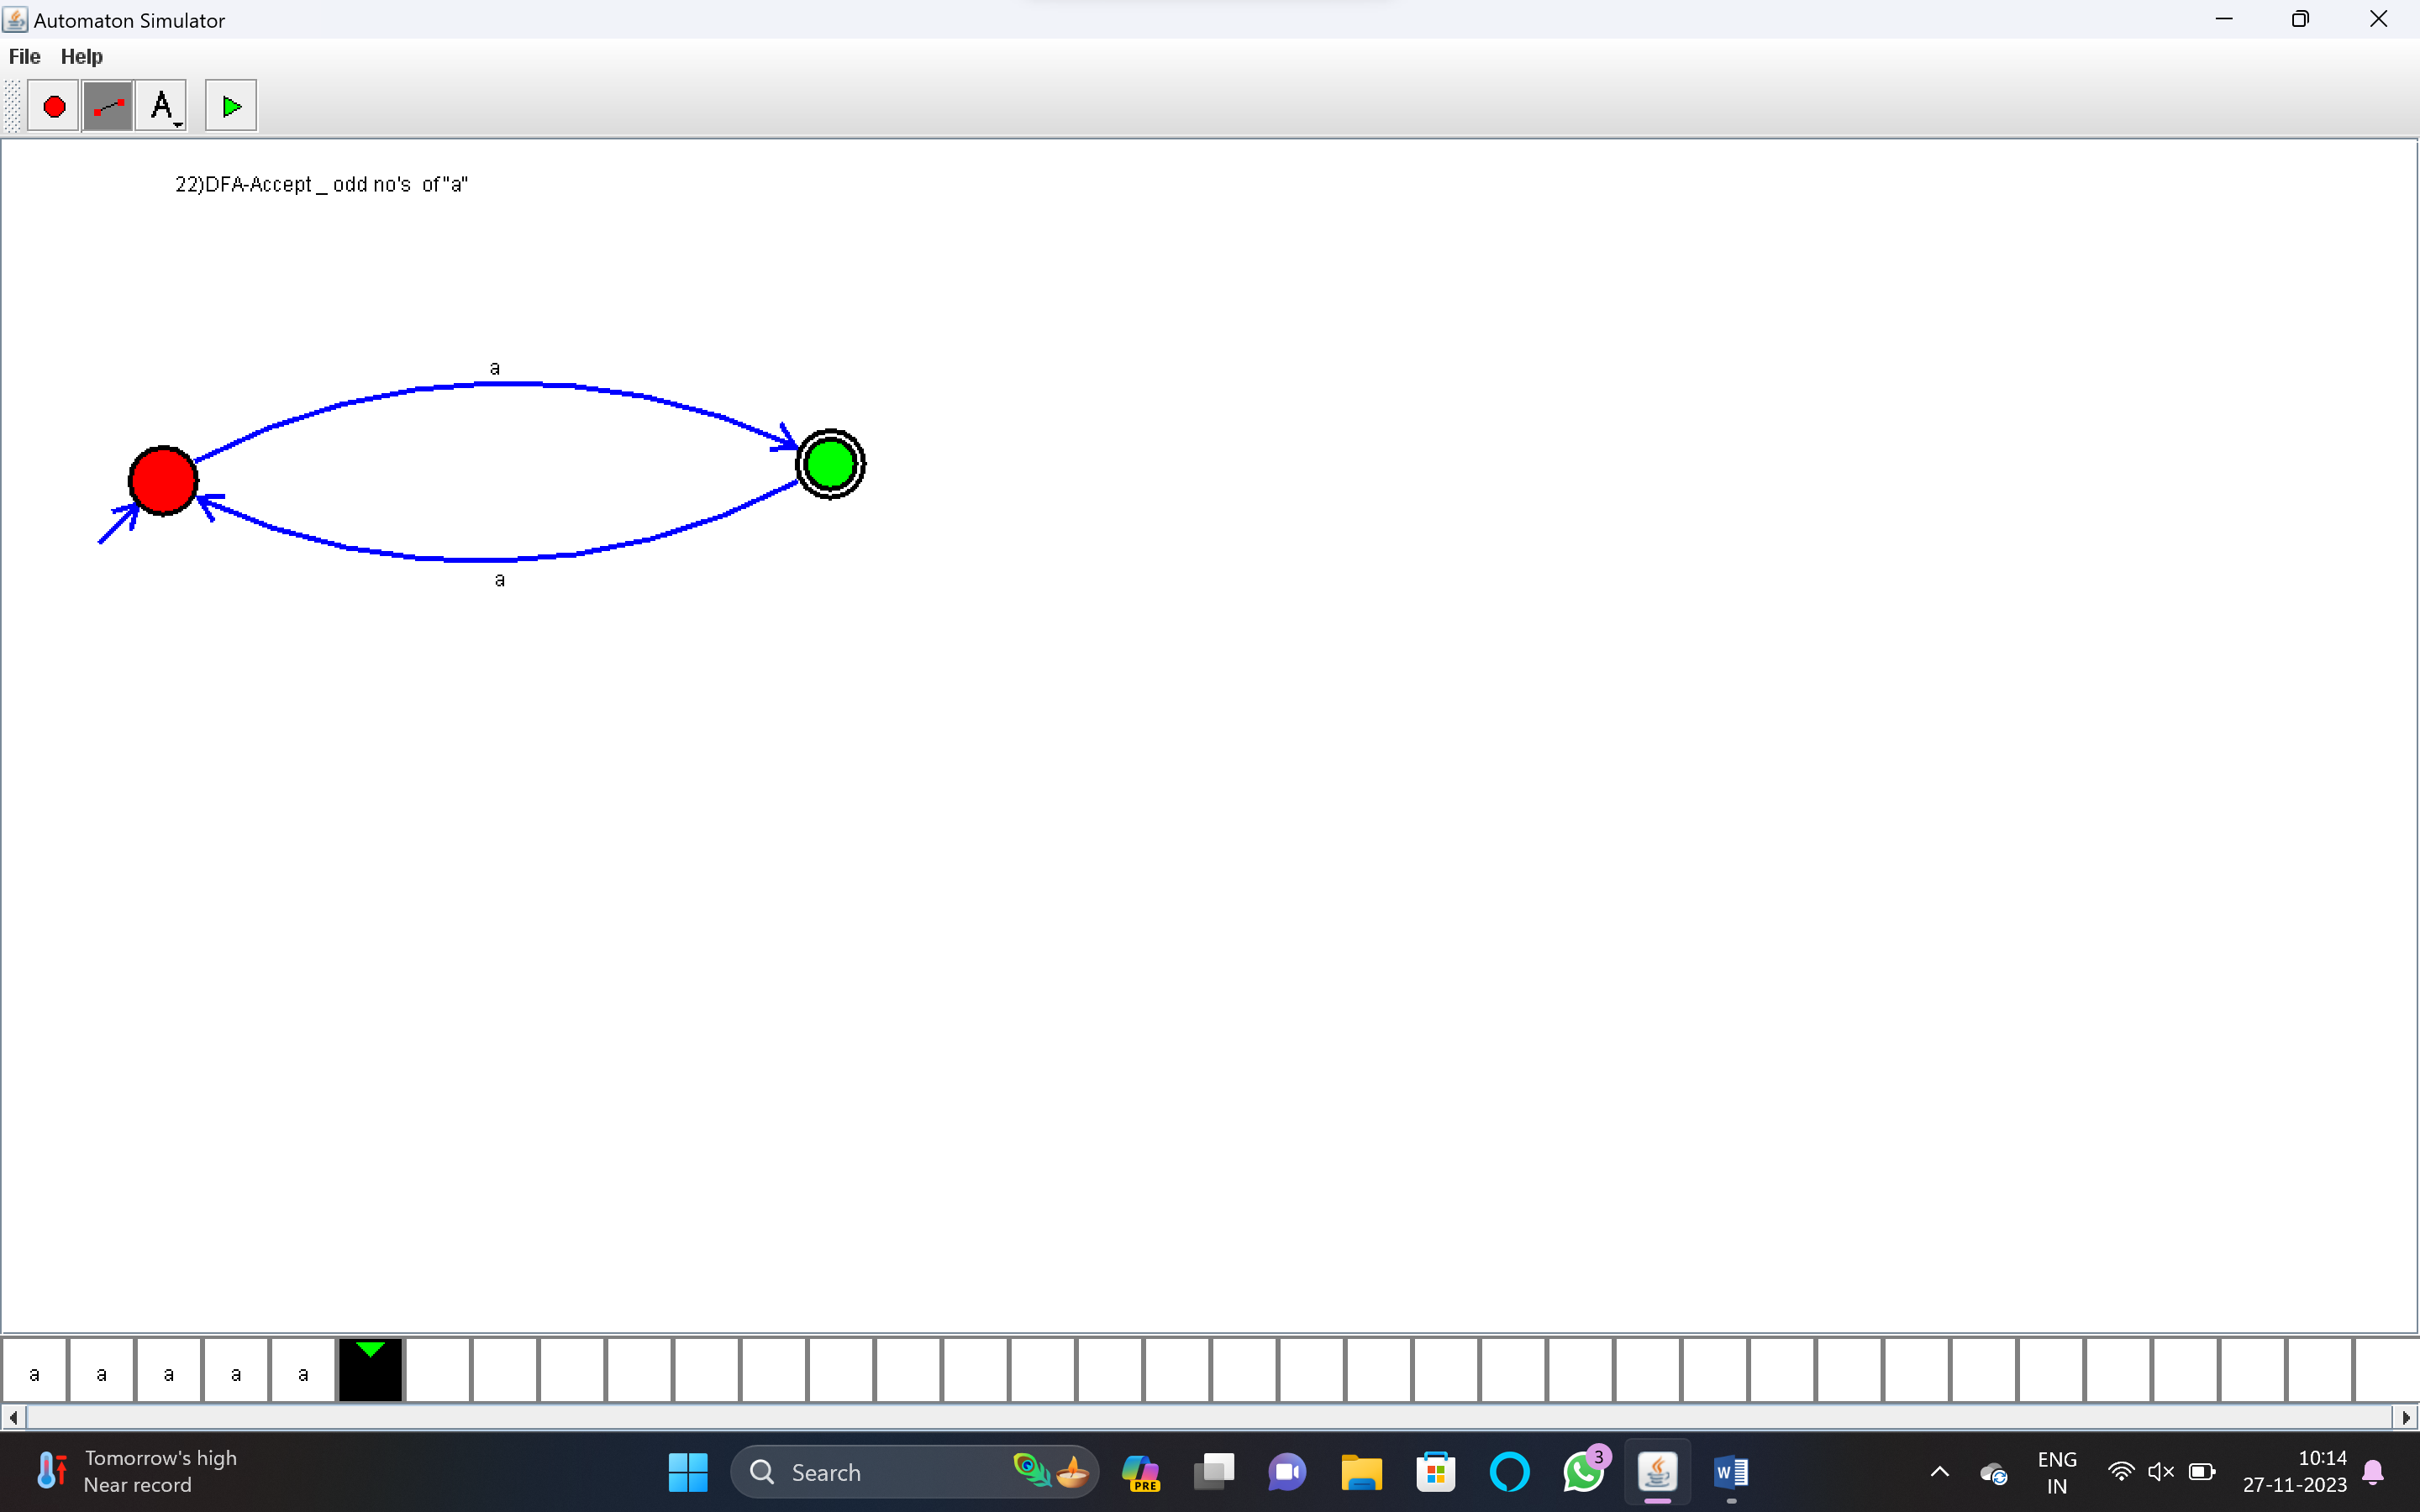 Automaton Simulator
File Help
A
22)DFA-Accept _ odd no's of "a"
a
a
a a a a a
Tomorrow's high
Near record
Search
PRE
3
W
ENG
IN
10:14
27-11-2023